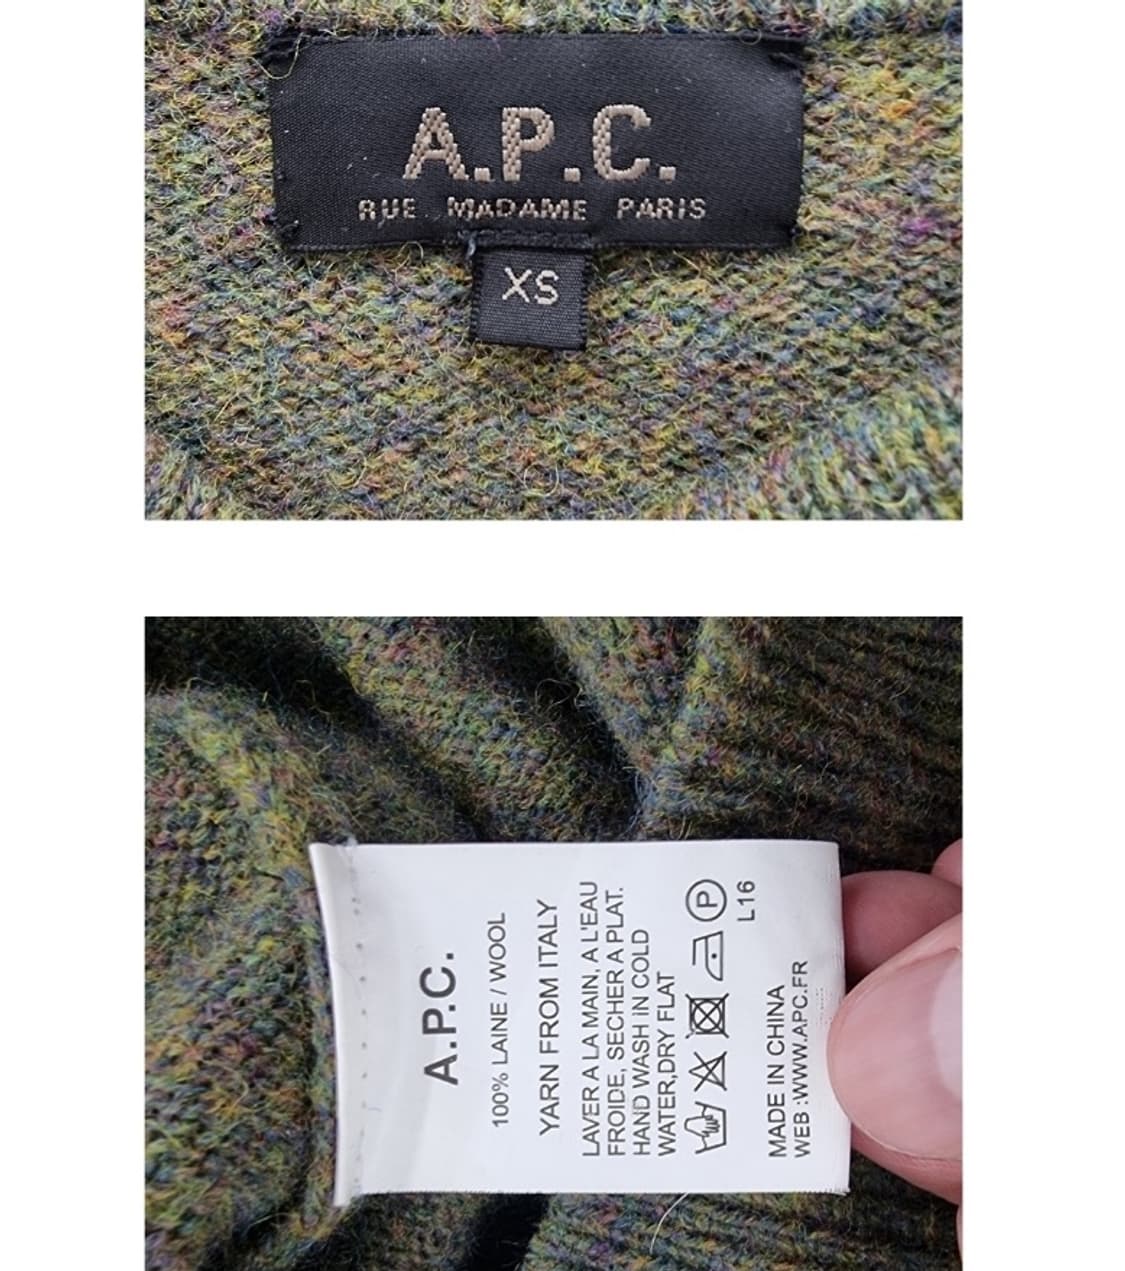 A.P.C.
RUE MADAME PARIS
XS
A.P.C.
100% LAINE / WOOL
YARN FROM ITALY
LAVER A LA MAIN, A L'EAU
FROIDE, SECHER A PLAT.
HAND WASH IN COLD
WATER,DRY FLAT
P
L16
MADE IN CHINA
WEB :WWW.APC.FR